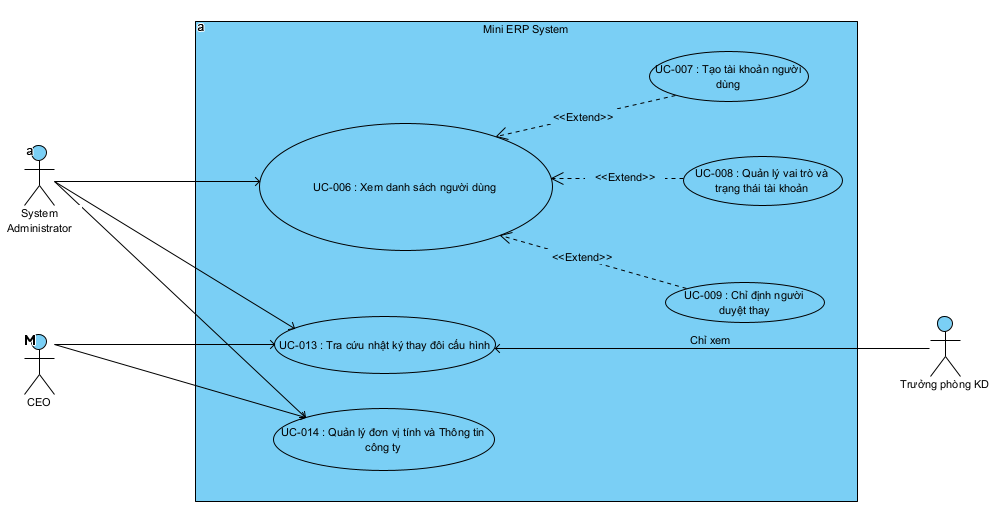 a
Mini ERP System
UC-007 : Tạo tài khoản người
dùng
<<Extend>>
a
UC-006 : Xem danh sách người dùng
<<Extend>>
UC-008 : Quản lý vai trò và
trạng thái tài khoản
System
Administrator
<<Extend>>
UC-009 : Chỉ định người
duyệt thay
M
UC-013 : Tra cứu nhật ký thay đôi cấu hình
Chỉ xem
Trưởng phòng KD
CEO
UC-014 : Quản lý đơn vị tính và Thông tin
công ty